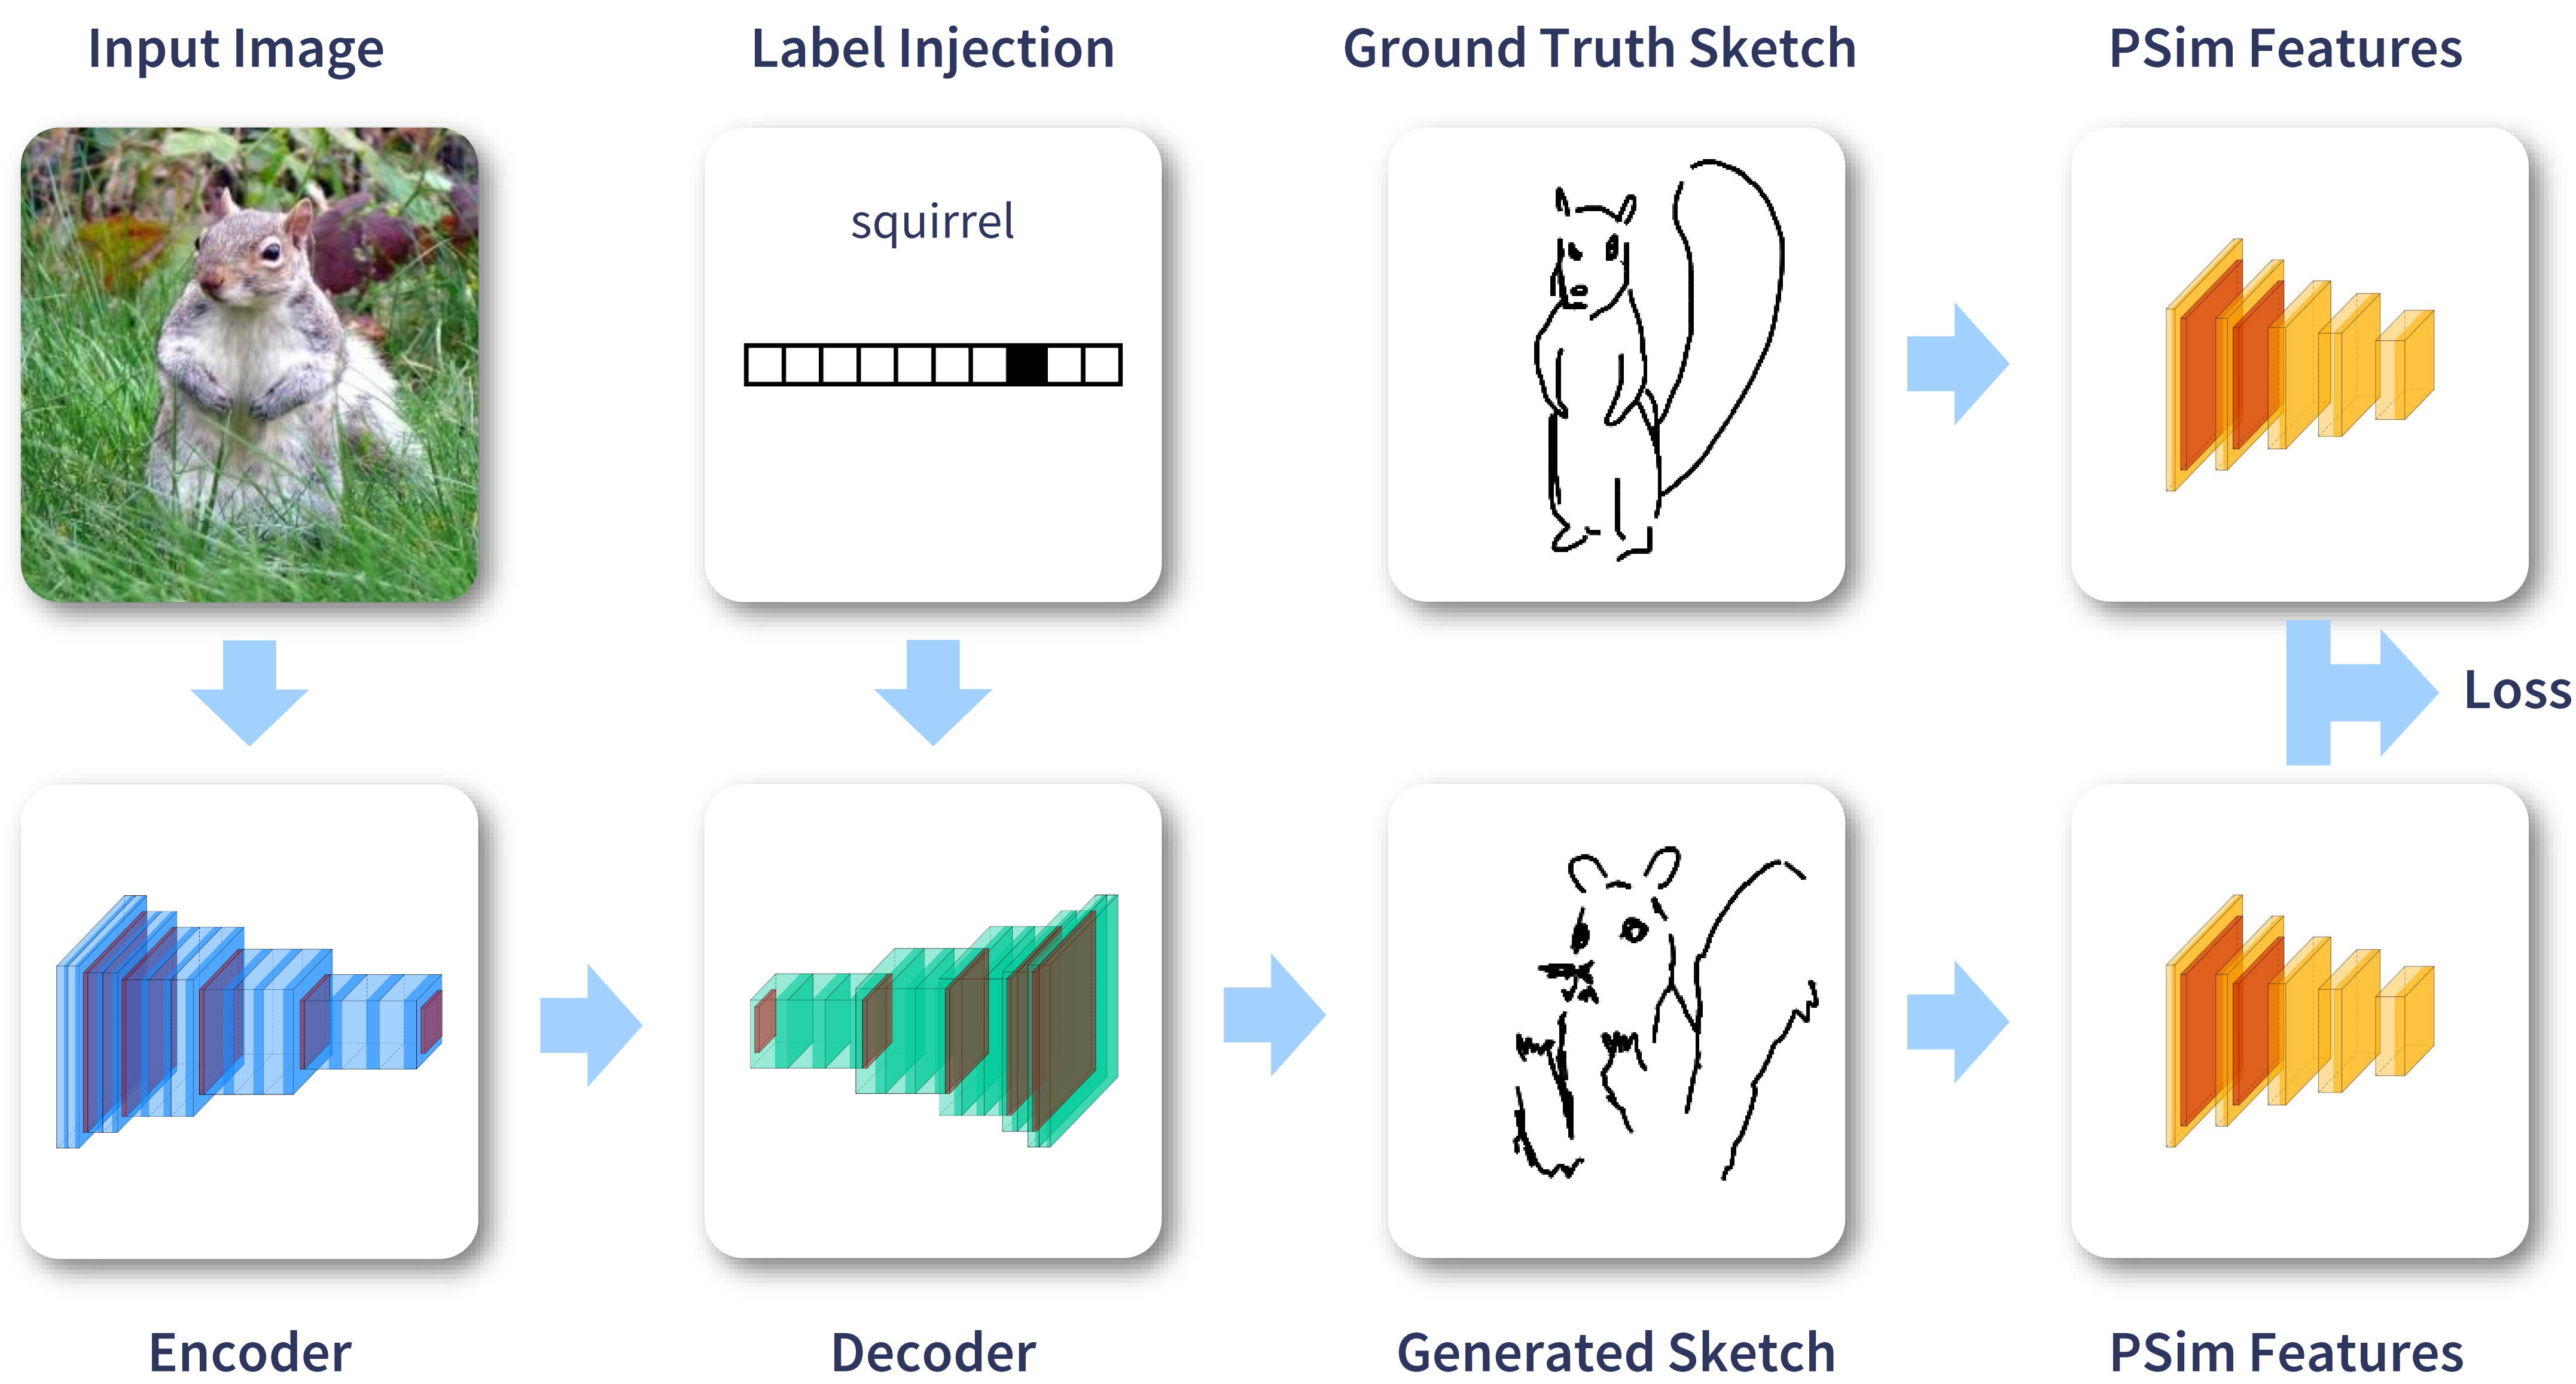 Input Image
Label Injection
Ground Truth Sketch
PSim Features
squirrel
Loss
Encoder
Decoder
Generated Sketch
PSim Features